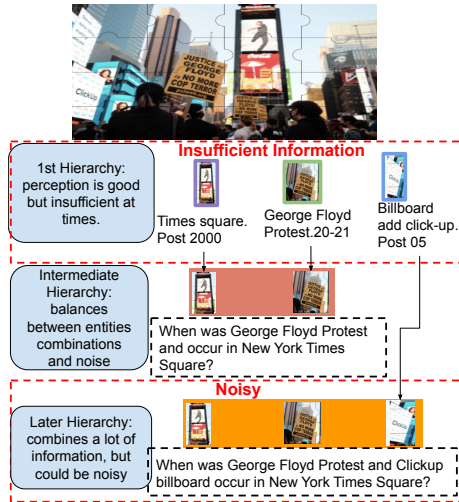 JUSTICE for
GEORGE
FLOYD
NO MORE
COP TERROR
Coca-Cola
Clickup
Insufficient Information
1st Hierarchy:
perception is good
but insufficient at
times.
Times square.
Post 2000
George Floyd
Protest.20-21
Billboard
add click-up.
Post 05
Intermediate
Hierarchy:
balances
between entities
combinations
and noise
When was George Floyd Protest
and occur in New York Times
Square?
Noisy
Later Hierarchy:
combines a lot of
information, but
could be noisy
When was George Floyd Protest and Clickup
billboard occur in New York Times Square?